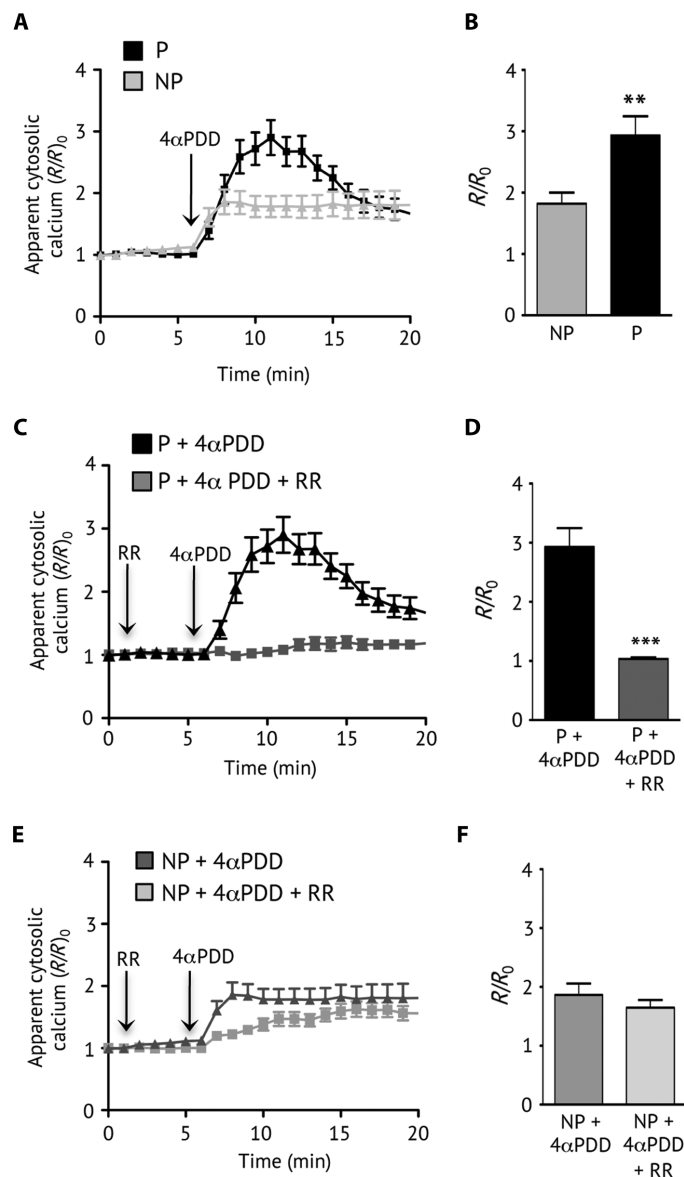 A
P
NP
Apparent cytosolic
calcium (R/R)0
4
3
2
1
0
4αPDD
0 5 10 15 20
Time (min)
B
R/R0
4
3
2
1
0
**
NP P
C
P + 4αPDD
P + 4α PDD + RR
Apparent cytosolic
calcium (R/R)0
4
3
2
1
0
RR 4αPDD
0 5 10 15 20
Time (min)
D
R/R0
4
3
2
1
0
***
P + P +
4αPDD 4αPDD
+ RR
E
NP + 4αPDD
NP + 4αPDD + RR
Apparent cytosolic
calcium (R/R)0
4
3
2
1
0
RR 4αPDD
0 5 10 15 20
Time (min)
F
R/R0
4
3
2
1
0
NP + NP +
4αPDD 4αPDD
+ RR